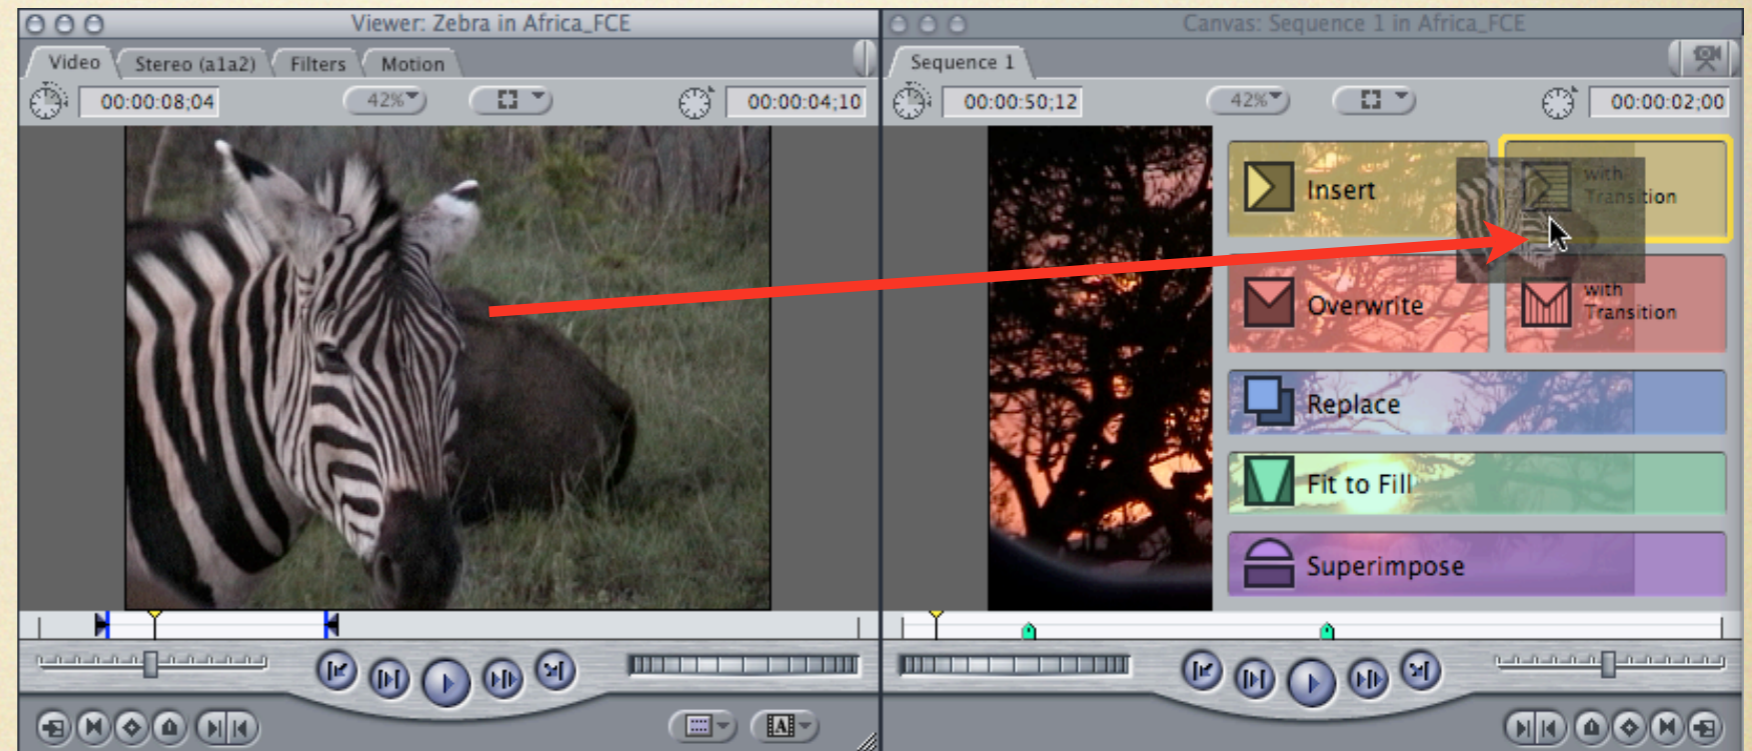 Viewer: Zebra in Africa_FCE
Canvas: Sequence 1 in Africa_FCE
Video
Stereo (a1a2)
Filters
Motion
Sequence 1
00:00:08;04
42%
00:00:04;10
00:00:50;12
42%
00:00:02;00
Insert
with
Transition
Overwrite
with
Transition
Replace
Fit to Fill
Superimpose
A